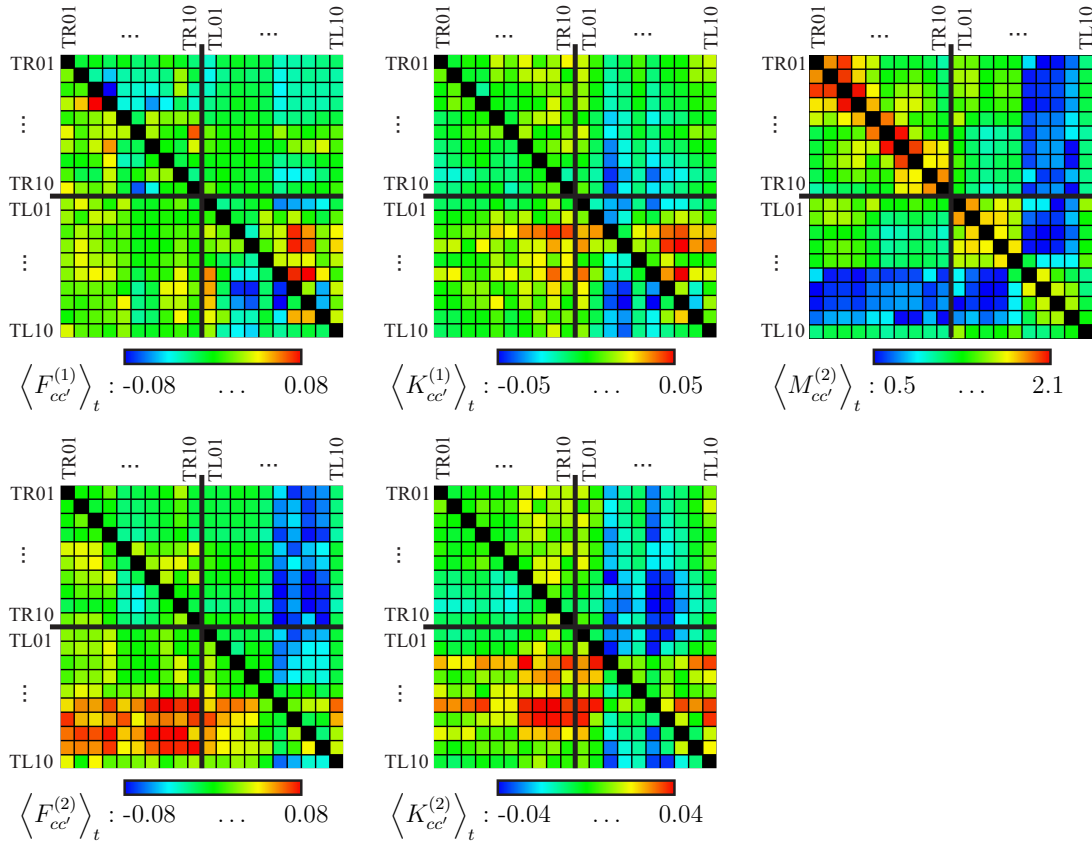 TR01 ... TR10 TL01 ... TL10
TR01
⋮
TR10
TL01
⋮
TL10
⟨F_{cc'}^{(1)}⟩_t : -0.08 ... 0.08
TR01 ... TR10 TL01 ... TL10
TR01
⋮
TR10
TL01
⋮
TL10
⟨K_{cc'}^{(1)}⟩_t : -0.05 ... 0.05
TR01 ... TR10 TL01 ... TL10
TR01
⋮
TR10
TL01
⋮
TL10
⟨M_{cc'}^{(2)}⟩_t : 0.5 ... 2.1
TR01 ... TR10 TL01 ... TL10
TR01
⋮
TR10
TL01
⋮
TL10
⟨F_{cc'}^{(2)}⟩_t : -0.08 ... 0.08
TR01 ... TR10 TL01 ... TL10
TR01
⋮
TR10
TL01
⋮
TL10
⟨K_{cc'}^{(2)}⟩_t : -0.04 ... 0.04